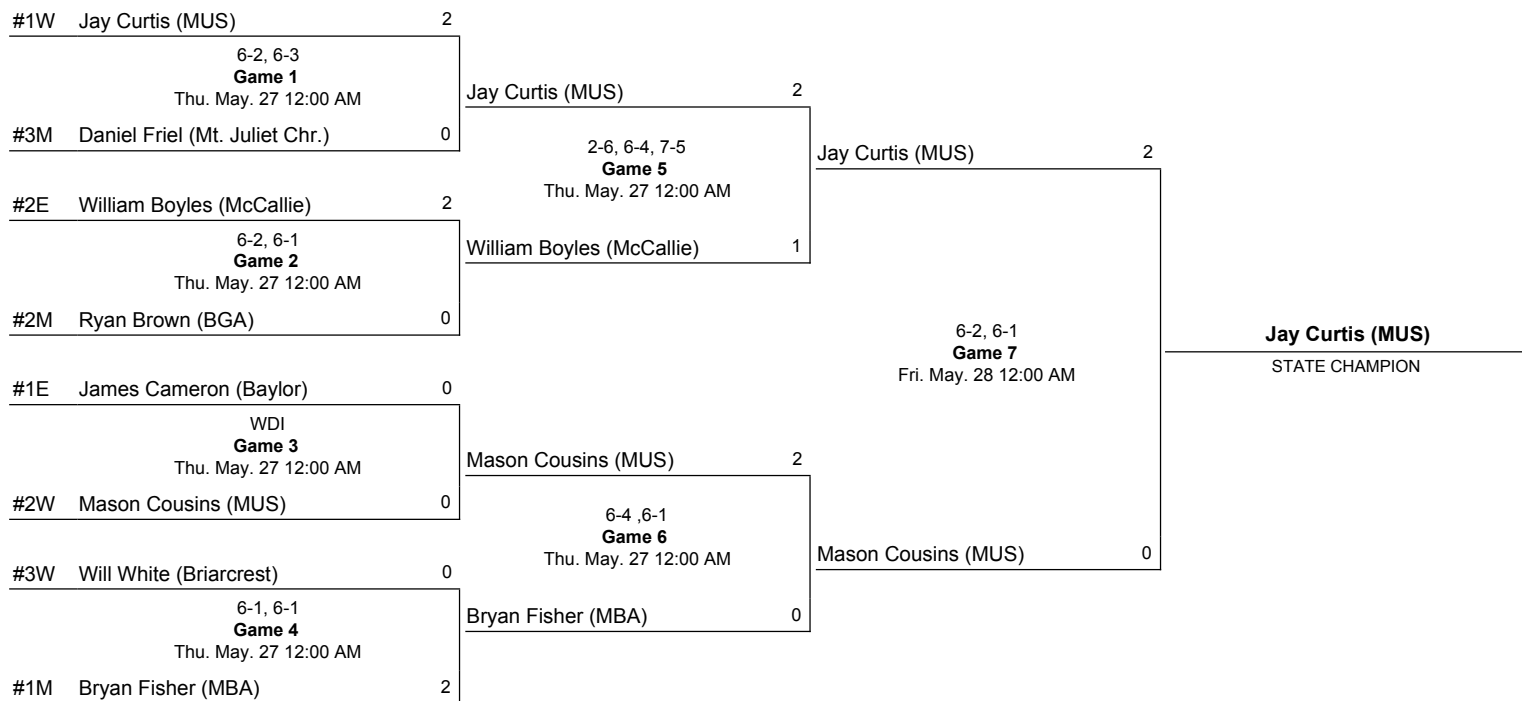 #1W Jay Curtis (MUS) 2
6-2, 6-3
Game 1
Thu. May. 27 12:00 AM
#3M Daniel Friel (Mt. Juliet Chr.) 0
#2E William Boyles (McCallie) 2
6-2, 6-1
Game 2
Thu. May. 27 12:00 AM
#2M Ryan Brown (BGA) 0
#1E James Cameron (Baylor) 0
WDI
Game 3
Thu. May. 27 12:00 AM
#2W Mason Cousins (MUS) 0
#3W Will White (Briarcrest) 0
6-1, 6-1
Game 4
Thu. May. 27 12:00 AM
#1M Bryan Fisher (MBA) 2
Jay Curtis (MUS) 2
2-6, 6-4, 7-5
Game 5
Thu. May. 27 12:00 AM
William Boyles (McCallie) 1
Mason Cousins (MUS) 2
6-4 ,6-1
Game 6
Thu. May. 27 12:00 AM
Bryan Fisher (MBA) 0
Jay Curtis (MUS) 2
6-2, 6-1
Game 7
Fri. May. 28 12:00 AM
Mason Cousins (MUS) 0
Jay Curtis (MUS)
STATE CHAMPION